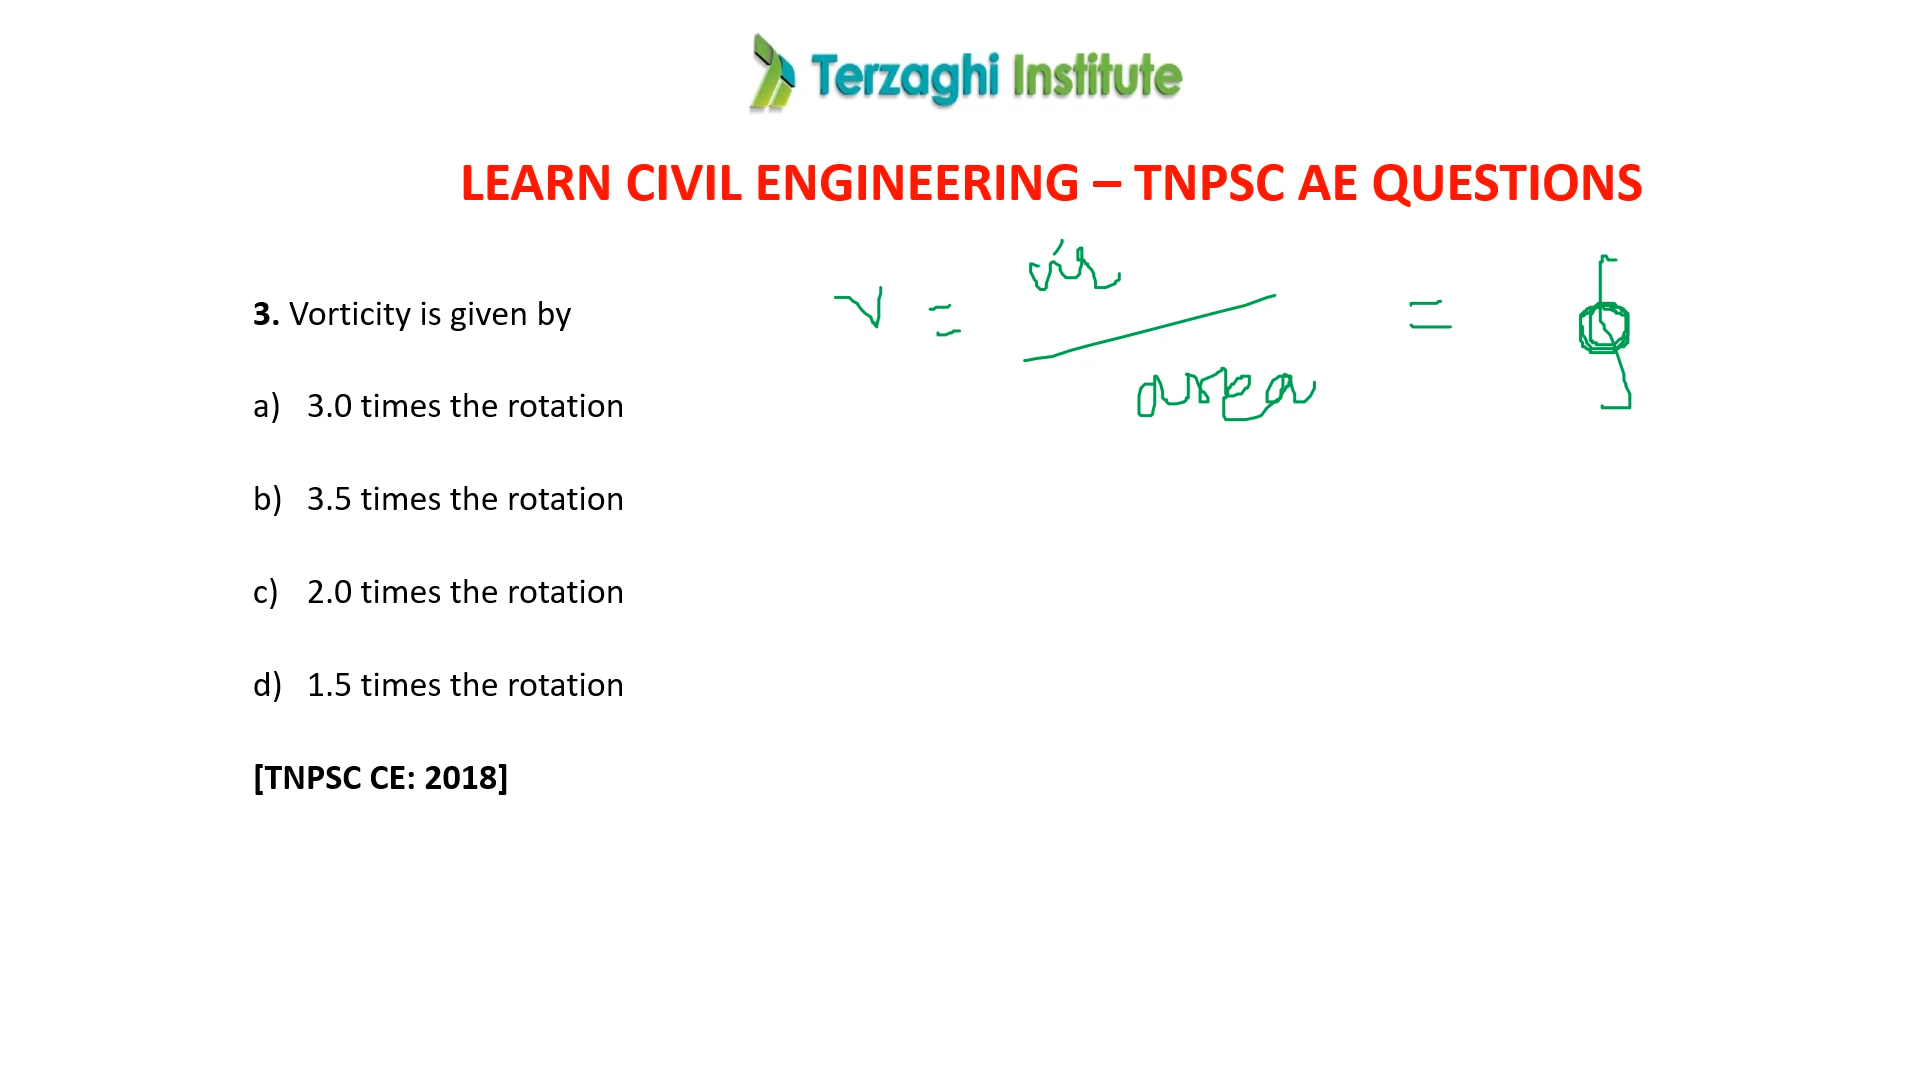 Terzaghi Institute
LEARN CIVIL ENGINEERING – TNPSC AE QUESTIONS
3. Vorticity is given by
a) 3.0 times the rotation
b) 3.5 times the rotation
c) 2.0 times the rotation
d) 1.5 times the rotation
[TNPSC CE: 2018]
V =
area
=